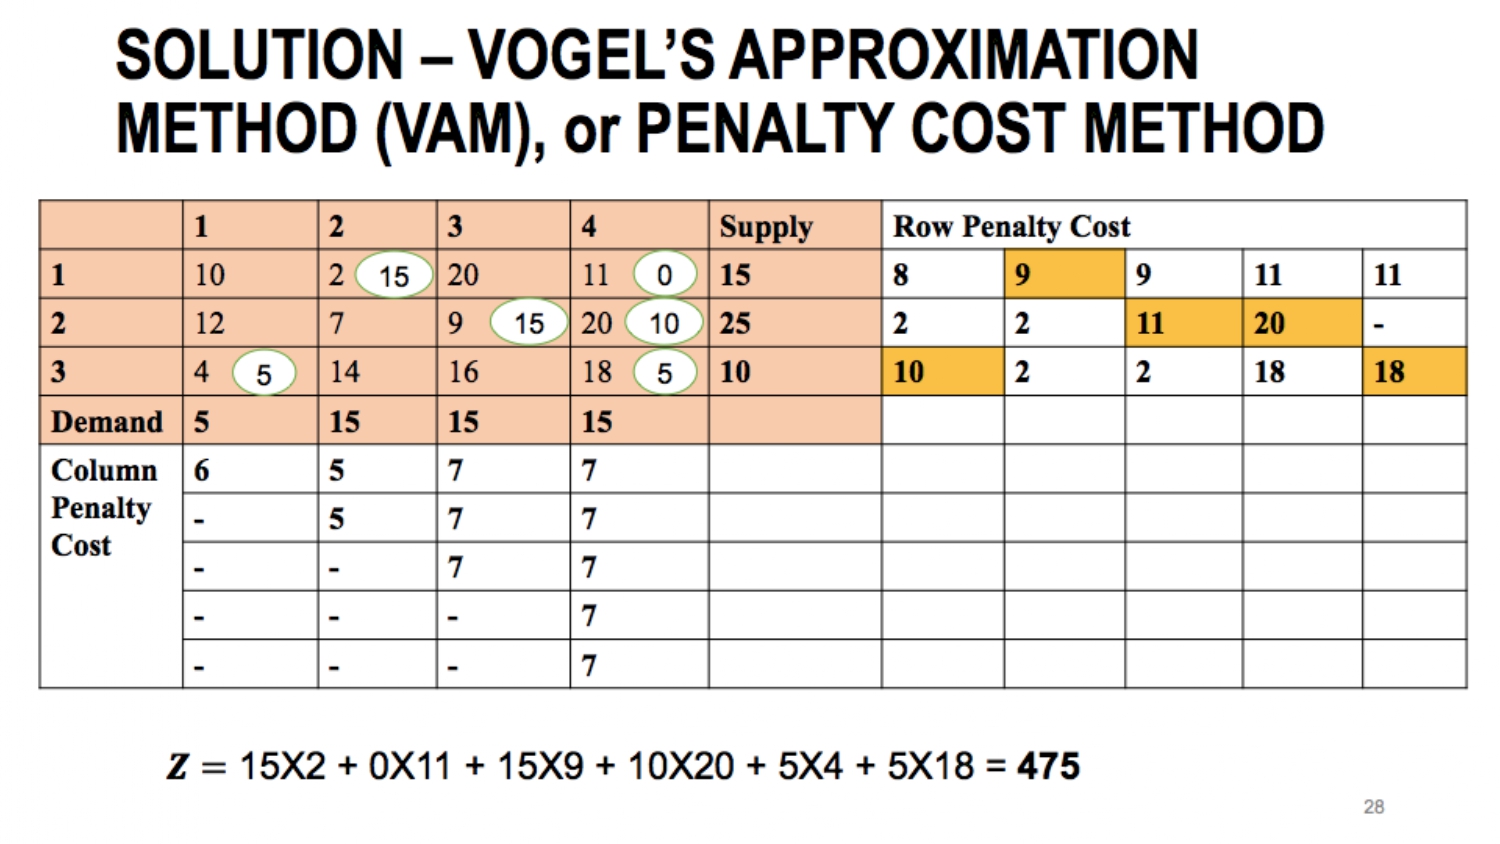 SOLUTION – VOGEL'S APPROXIMATION
METHOD (VAM), or PENALTY COST METHOD
1 2 3 4 Supply Row Penalty Cost
1 10 2 15 20 11 0 15 8 9 9 11 11
2 12 7 9 15 20 10 25 2 2 11 20 -
3 4 5 14 16 18 5 10 10 2 2 18 18
Demand 5 15 15 15
Column Penalty Cost 6 5 7 7
- 5 7 7
- - 7 7
- - - 7
- - - 7
Z = 15X2 + 0X11 + 15X9 + 10X20 + 5X4 + 5X18 = 475
28